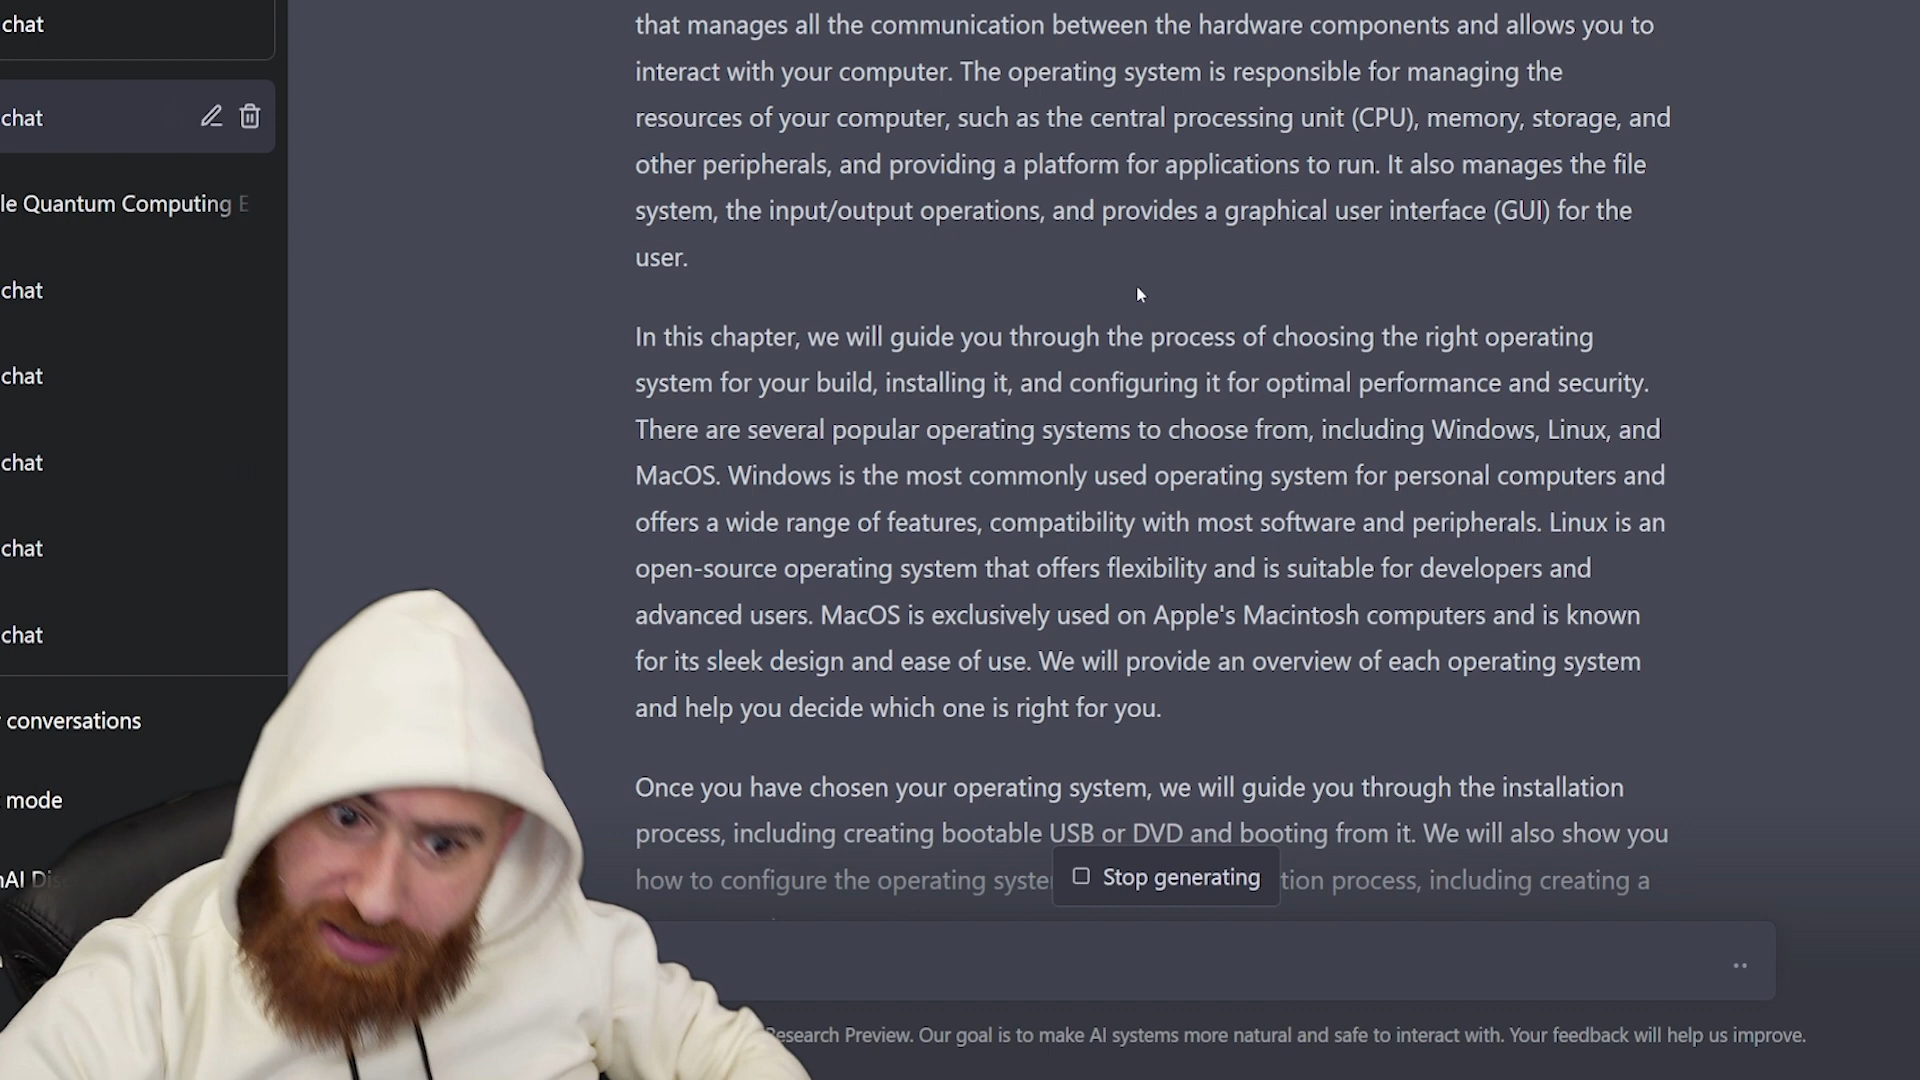 chat
chat
le Quantum Computing E
chat
chat
chat
chat
chat
conversations
mode
AI Dis
that manages all the communication between the hardware components and allows you to
interact with your computer. The operating system is responsible for managing the
resources of your computer, such as the central processing unit (CPU), memory, storage, and
other peripherals, and providing a platform for applications to run. It also manages the file
system, the input/output operations, and provides a graphical user interface (GUI) for the
user.
In this chapter, we will guide you through the process of choosing the right operating
system for your build, installing it, and configuring it for optimal performance and security.
There are several popular operating systems to choose from, including Windows, Linux, and
MacOS. Windows is the most commonly used operating system for personal computers and
offers a wide range of features, compatibility with most software and peripherals. Linux is an
open-source operating system that offers flexibility and is suitable for developers and
advanced users. MacOS is exclusively used on Apple's Macintosh computers and is known
for its sleek design and ease of use. We will provide an overview of each operating system
and help you decide which one is right for you.
Once you have chosen your operating system, we will guide you through the installation
process, including creating bootable USB or DVD and booting from it. We will also show you
how to configure the operating syste tion process, including creating a
Stop generating
Research Preview. Our goal is to make AI systems more natural and safe to interact with. Your feedback will help us improve.